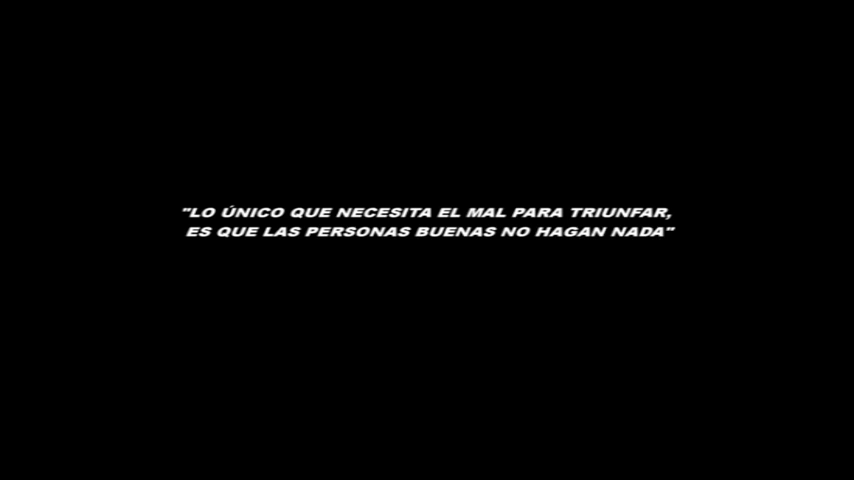 "LO ÚNICO QUE NECESITA EL MAL PARA TRIUNFAR,
ES QUE LAS PERSONAS BUENAS NO HAGAN NADA"